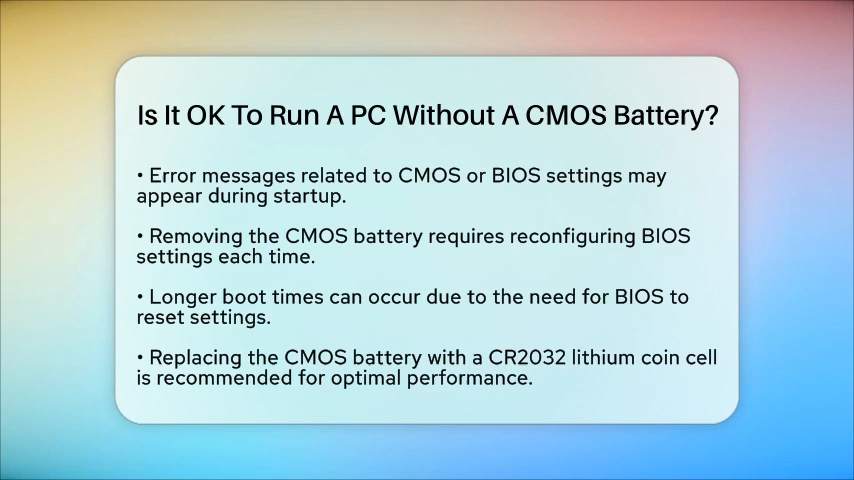 Is It OK To Run A PC Without A CMOS Battery?
• Error messages related to CMOS or BIOS settings may
appear during startup.
• Removing the CMOS battery requires reconfiguring BIOS
settings each time.
• Longer boot times can occur due to the need for BIOS to
reset settings.
• Replacing the CMOS battery with a CR2032 lithium coin cell
is recommended for optimal performance.